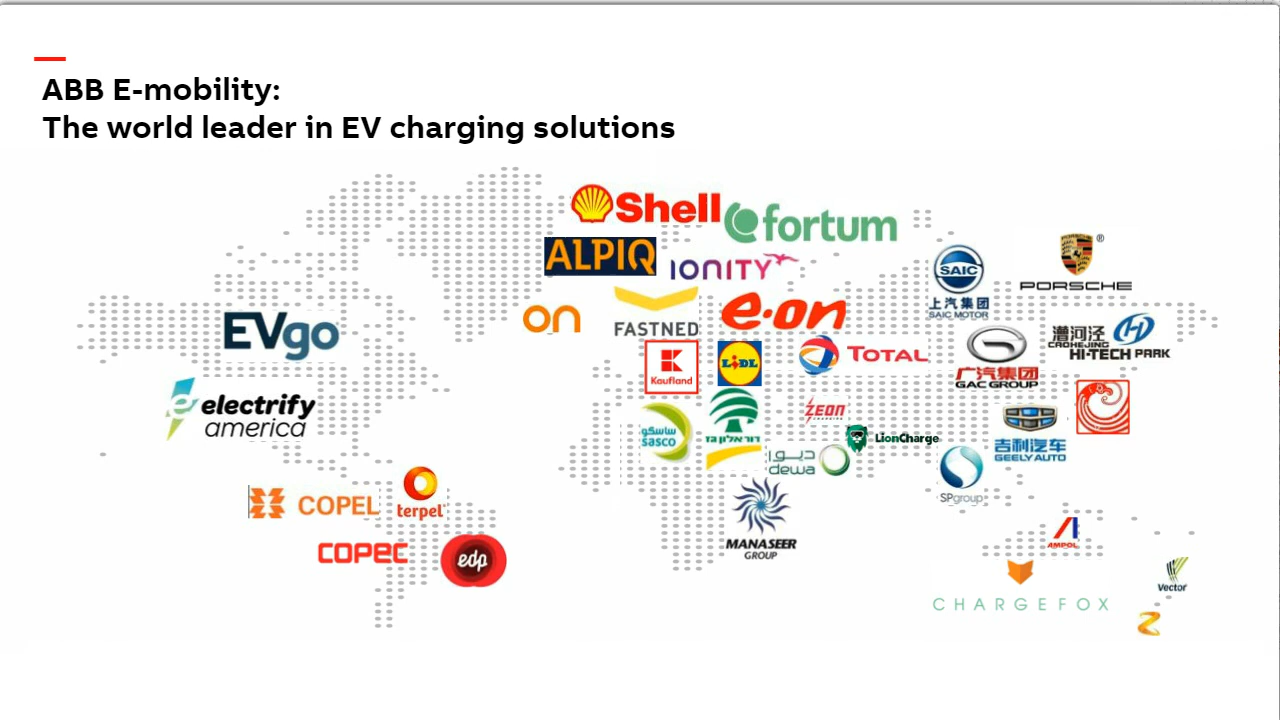 ABB E-mobility:
The world leader in EV charging solutions
Shell
fortum
ALPIQ
IONITY
on
FASTNED
e·on
SAIC
上汽集团
SAIC MOTOR
PORSCHE
®
EVgo
K
Kaufland
LiDL
TOTAL
广汽集团
GAC GROUP
漕河泾
CAOHEJING
HI-TECH PARK
electrify
america
ساسكو
sasco
דור אלון גז
ZEON
CHARGING
LionCharge
ديوا
dewa
吉利汽车
GEELY AUTO
SPgroup
COPEL
terpel
copec
edp
MANASEER
GROUP
AMPOL
CHARGEFOX
Vector